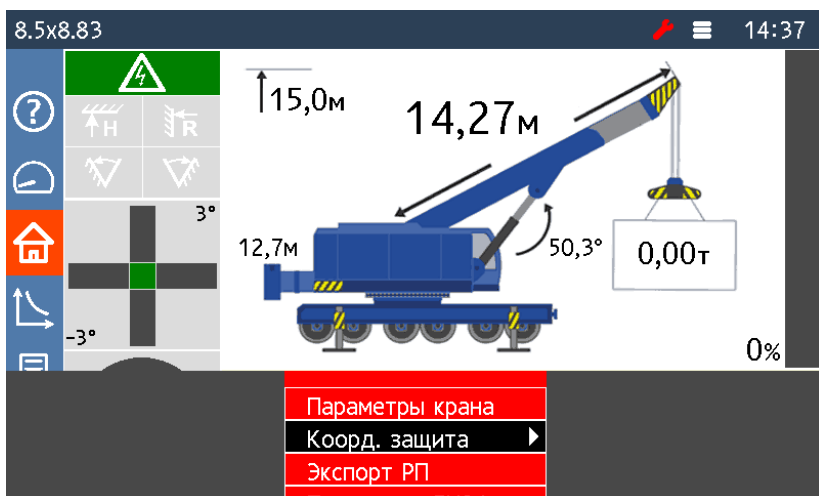 8.5x8.83
14:37
15,0м
14,27м
H
R
3°
12,7м
50,3°
0,00т
-3°
0%
Параметры крана
Коорд. защита
Экспорт РП